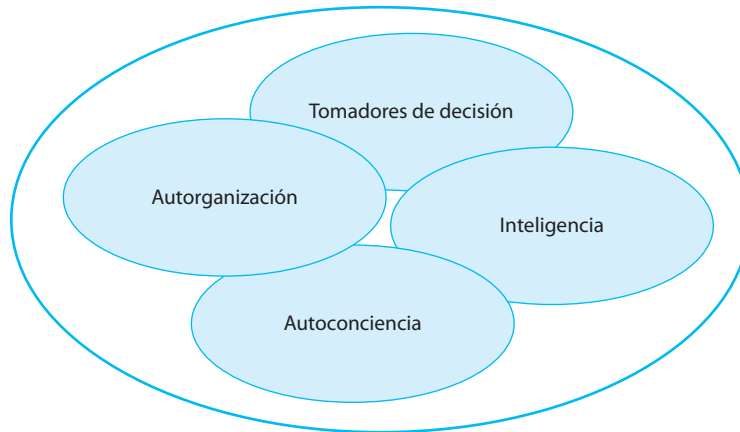 Tomadores de decisión
Autorganización
Inteligencia
Autoconciencia